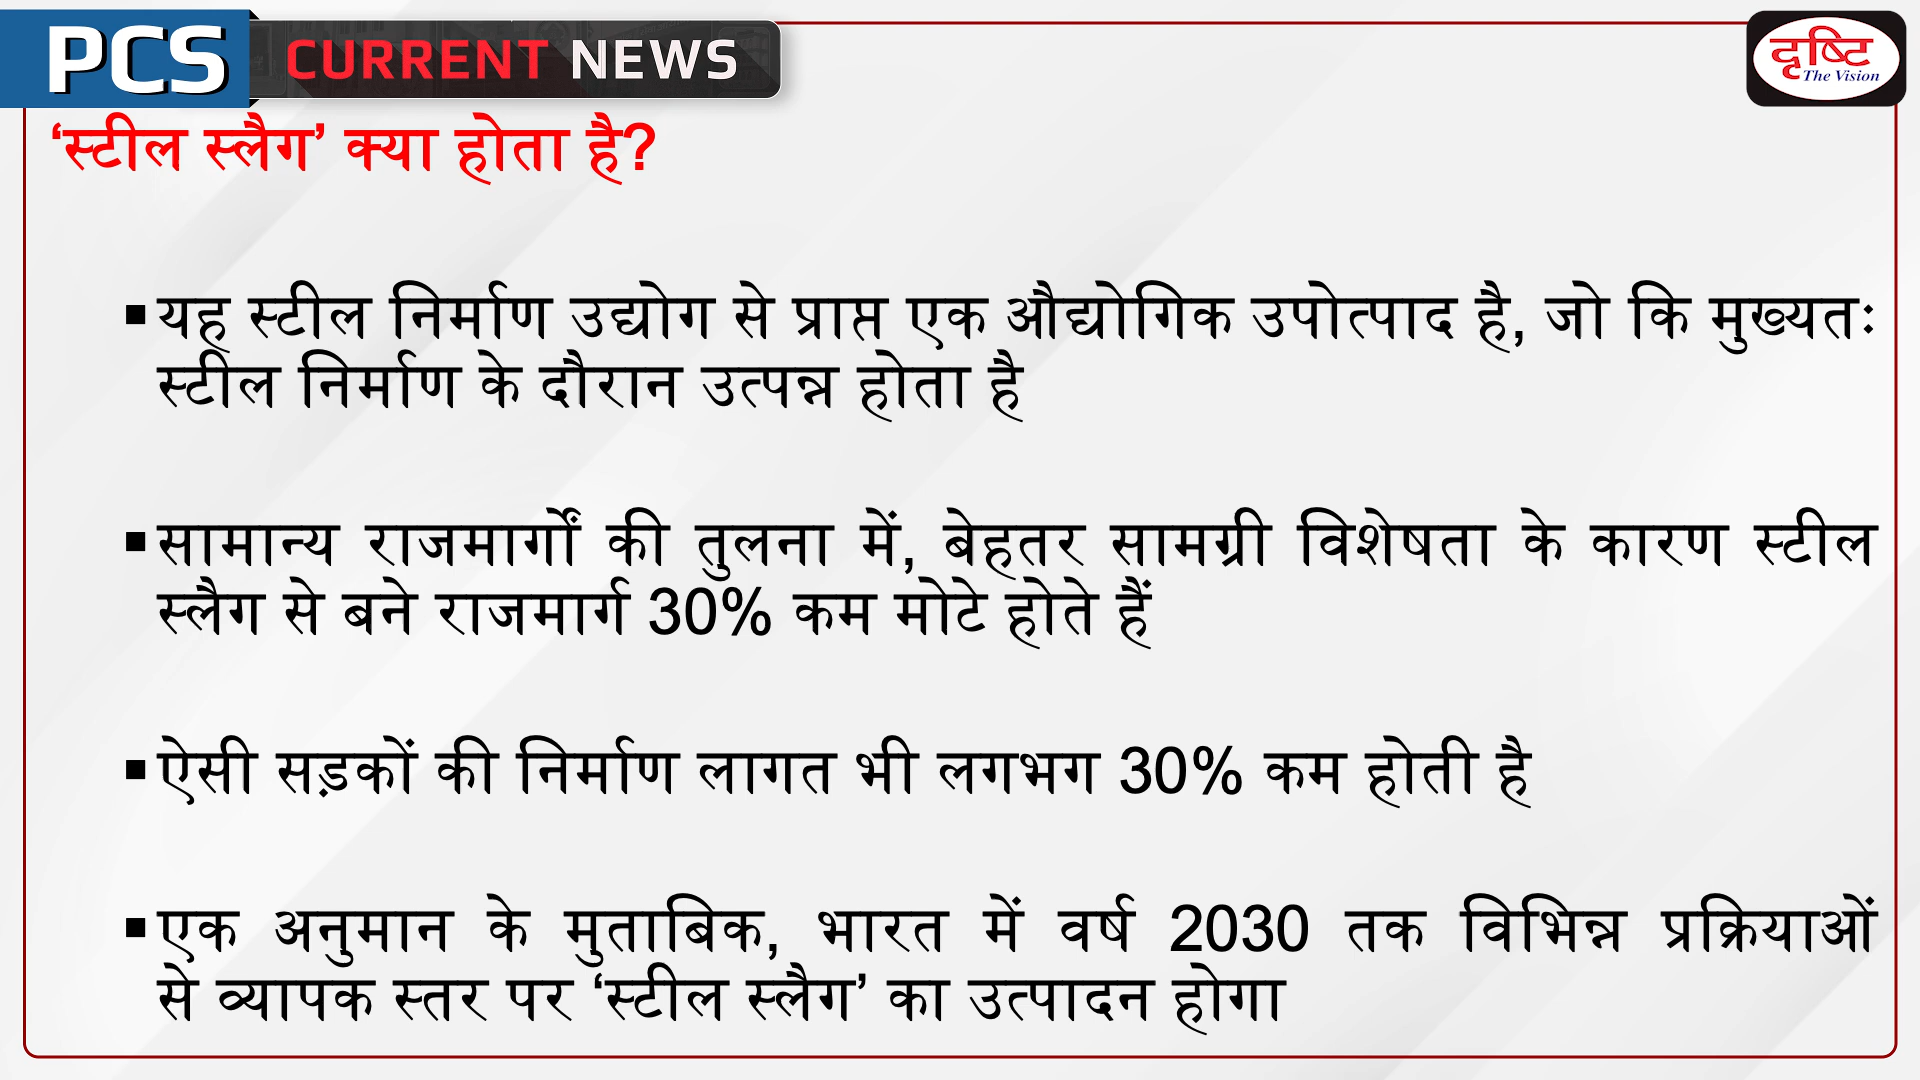 PCS CURRENT NEWS
दृष्टि
The Vision
‘स्टील स्लैग’ क्या होता है?
▪यह स्टील निर्माण उद्योग से प्राप्त एक औद्योगिक उपोत्पाद है, जो कि मुख्यतः
स्टील निर्माण के दौरान उत्पन्न होता है
▪सामान्य राजमार्गों की तुलना में, बेहतर सामग्री विशेषता के कारण स्टील
स्लैग से बने राजमार्ग 30% कम मोटे होते हैं
▪ऐसी सड़कों की निर्माण लागत भी लगभग 30% कम होती है
▪एक अनुमान के मुताबिक, भारत में वर्ष 2030 तक विभिन्न प्रक्रियाओं
से व्यापक स्तर पर ‘स्टील स्लैग’ का उत्पादन होगा